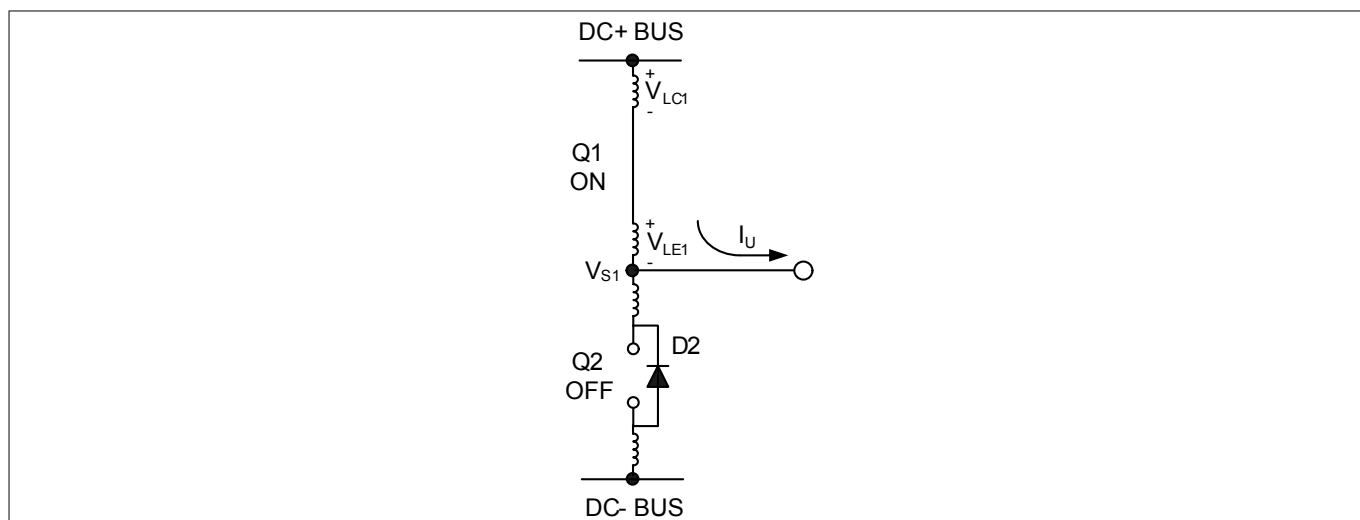 DC+ BUS
+
V_LC1
-
Q1
ON
+
V_LE1
-
I_U
V_S1
D2
Q2
OFF
DC- BUS